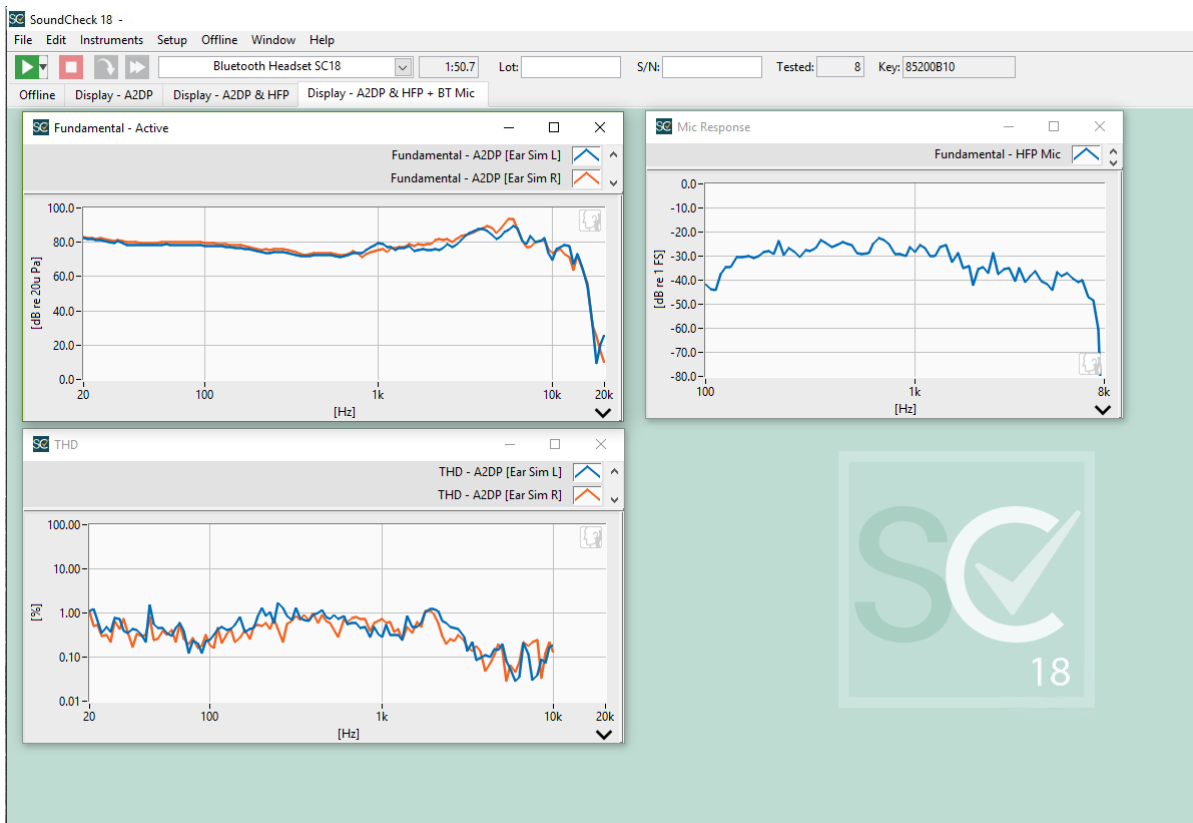 SoundCheck 18 -
File Edit Instruments Setup Offline Window Help
Bluetooth Headset SC18 1:50.7 Lot: S/N: Tested: 8 Key: 85200B10
Offline Display - A2DP Display - A2DP & HFP Display - A2DP & HFP + BT Mic
SC Fundamental - Active
Fundamental - A2DP [Ear Sim L]
Fundamental - A2DP [Ear Sim R]
100.0
80.0
60.0
40.0
20.0
0.0
[dB re 20u Pa]
20 100 1k 10k 20k
[Hz]
SC Mic Response
Fundamental - HFP Mic
0.0
-10.0
-20.0
-30.0
-40.0
-50.0
-60.0
-70.0
-80.0
[dB re 1 FS]
100 1k 8k
[Hz]
SC THD
THD - A2DP [Ear Sim L]
THD - A2DP [Ear Sim R]
100.00
10.00
1.00
0.10
0.01
[%]
20 100 1k 10k 20k
[Hz]
SC
18